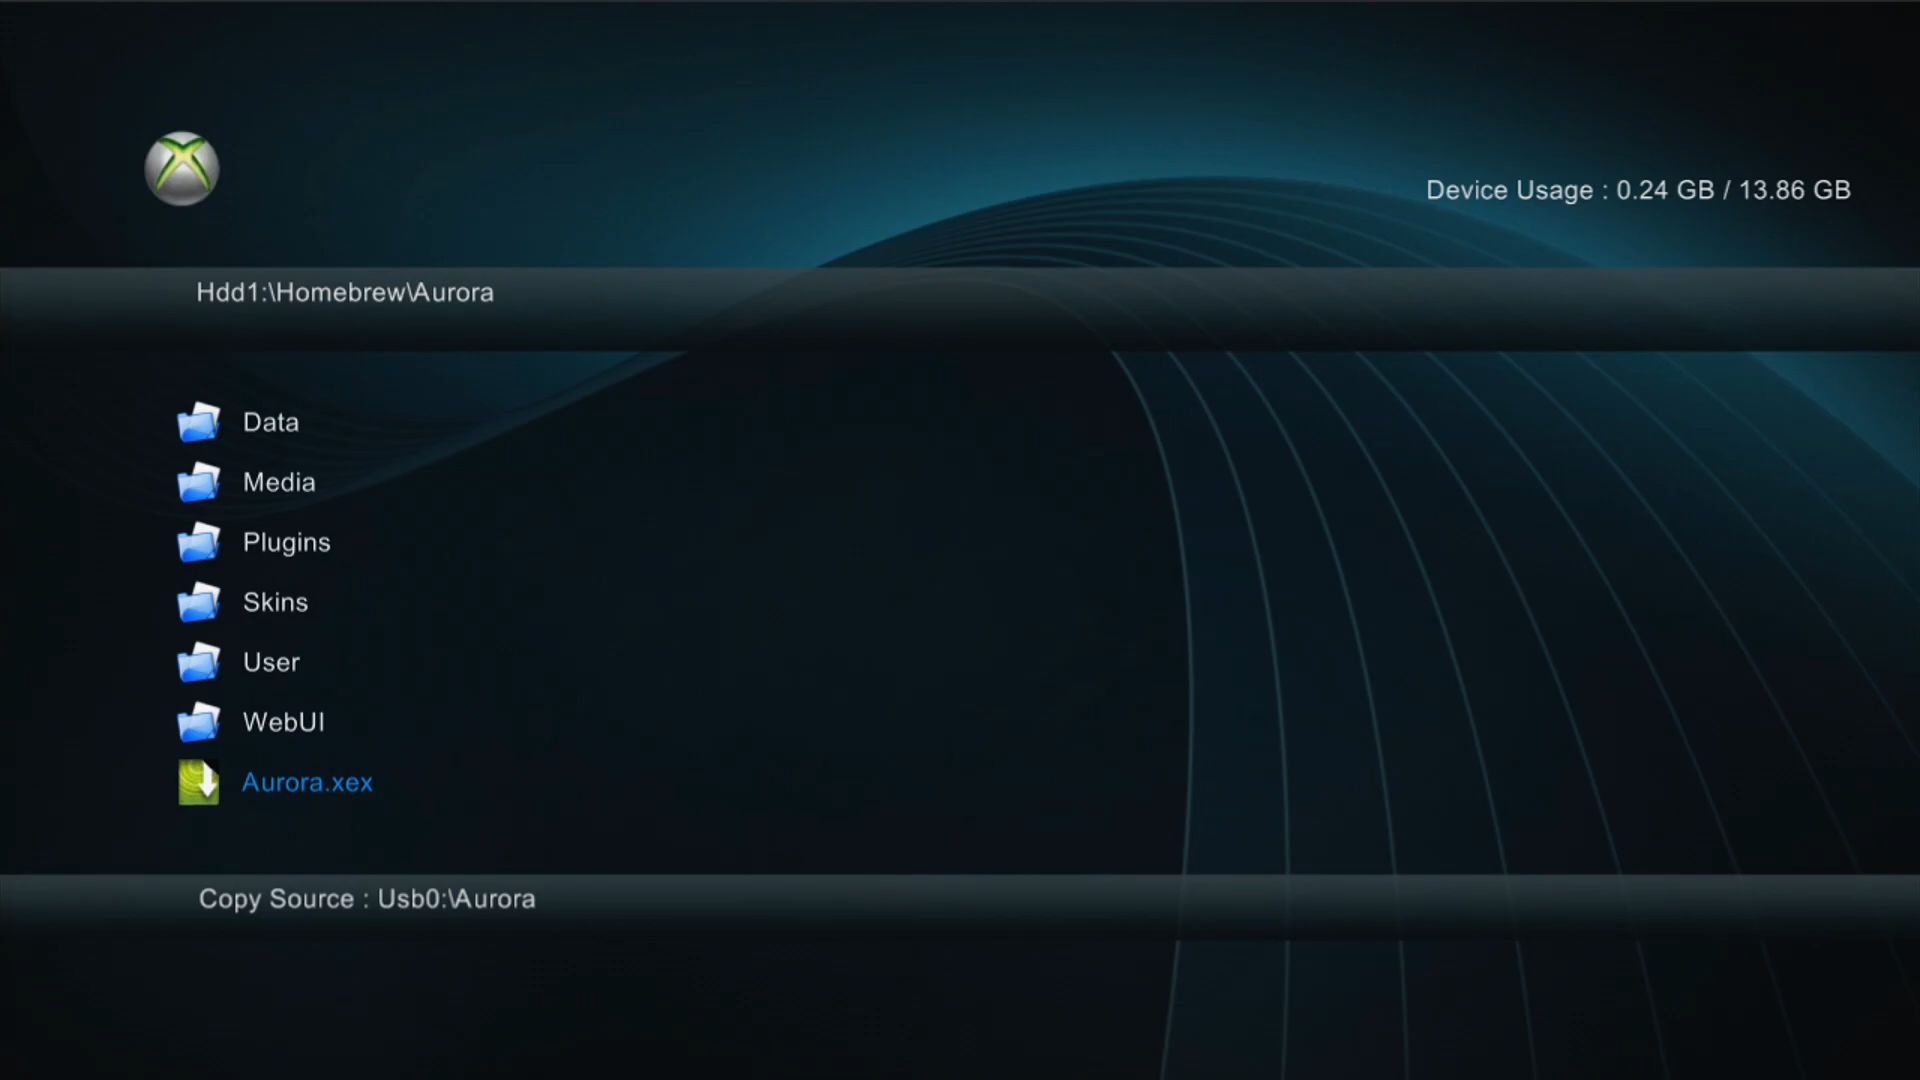 Device Usage : 0.24 GB / 13.86 GB
Hdd1:\Homebrew\Aurora
Data
Media
Plugins
Skins
User
WebUI
Aurora.xex
Copy Source : Usb0:\Aurora